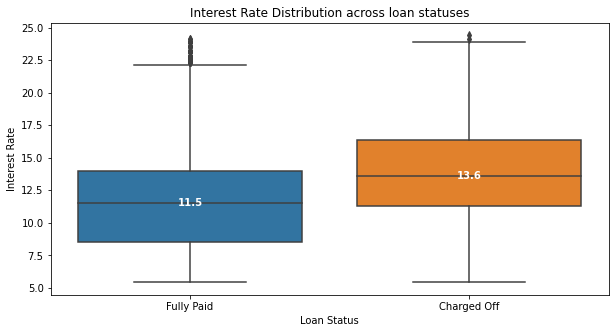 Interest Rate Distribution across loan statuses
25.0
22.5
20.0
17.5
15.0
12.5
10.0
7.5
5.0
Interest Rate
11.5
13.6
Fully Paid
Charged Off
Loan Status